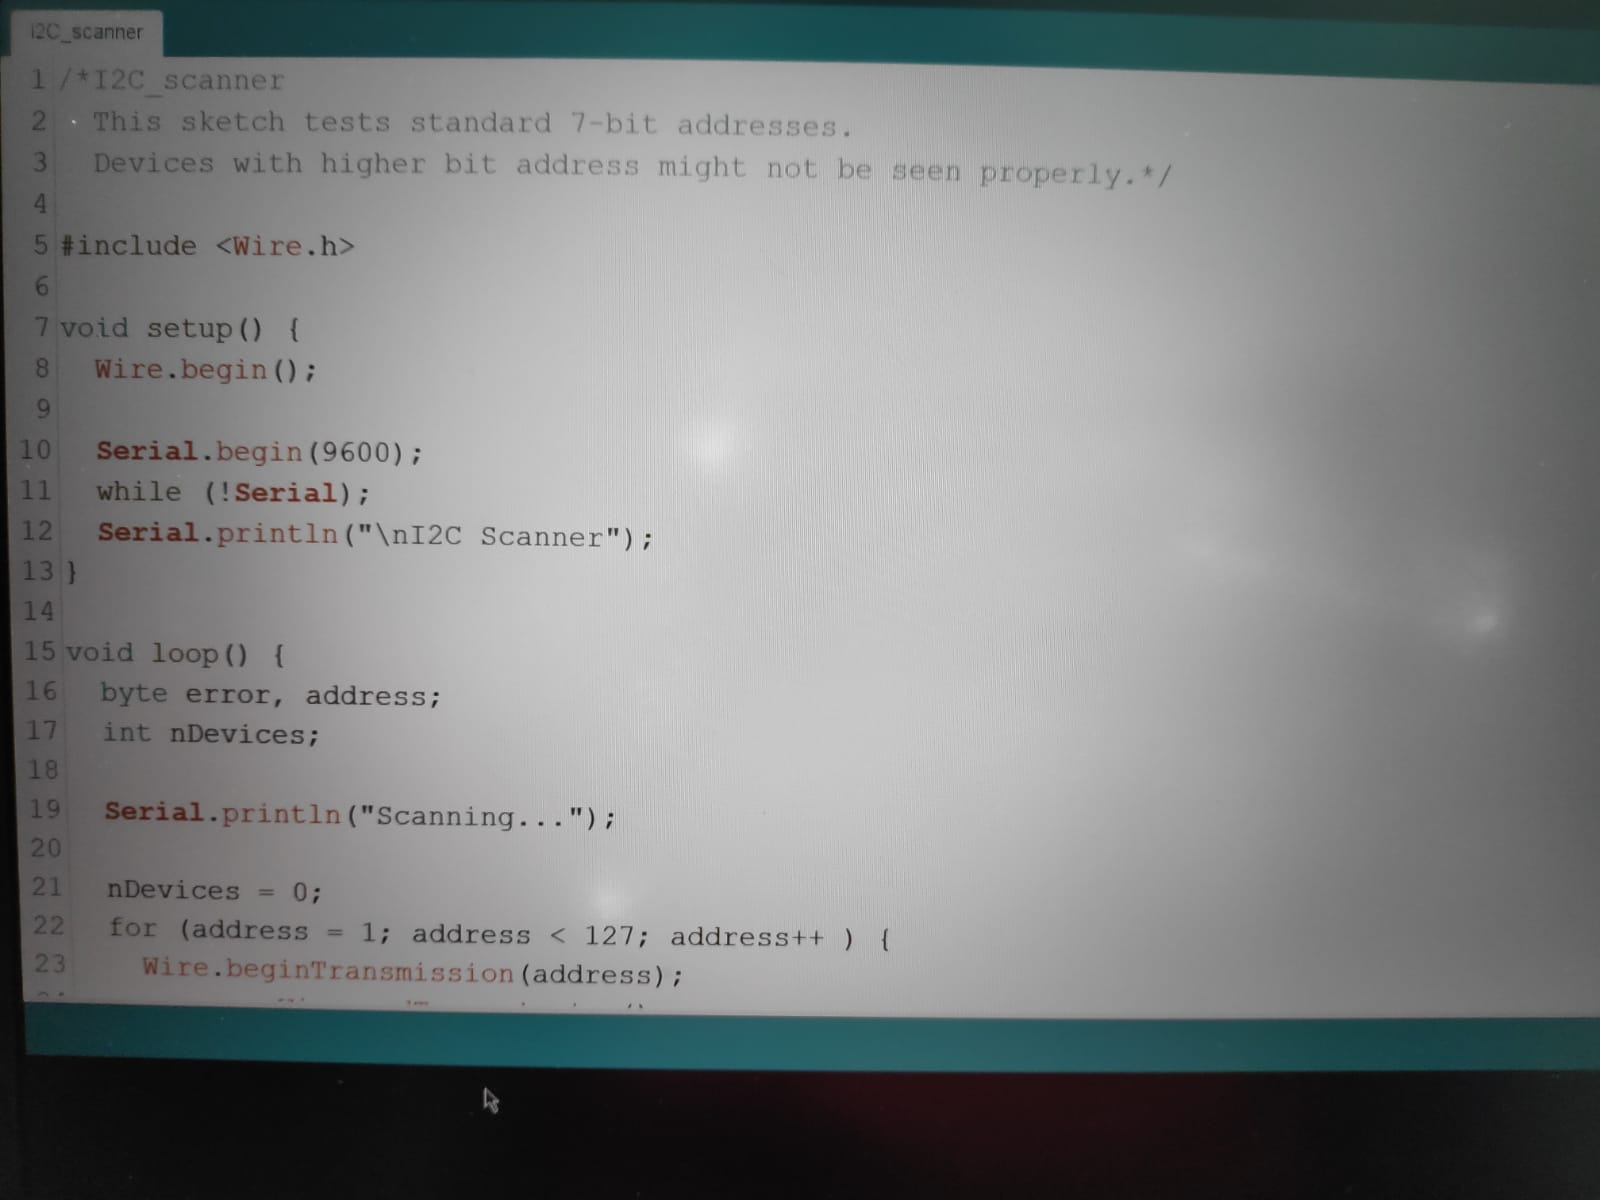 i2C_scanner
1 /*I2C_scanner
2 This sketch tests standard 7-bit addresses.
3 Devices with higher bit address might not be seen properly.*/
4
5 #include <Wire.h>
6
7 void setup() {
8 Wire.begin();
9
10 Serial.begin(9600);
11 while (!Serial);
12 Serial.println("\nI2C Scanner");
13 }
14
15 void loop() {
16 byte error, address;
17 int nDevices;
18
19 Serial.println("Scanning...");
20
21 nDevices = 0;
22 for (address = 1; address < 127; address++ ) {
23 Wire.beginTransmission(address);